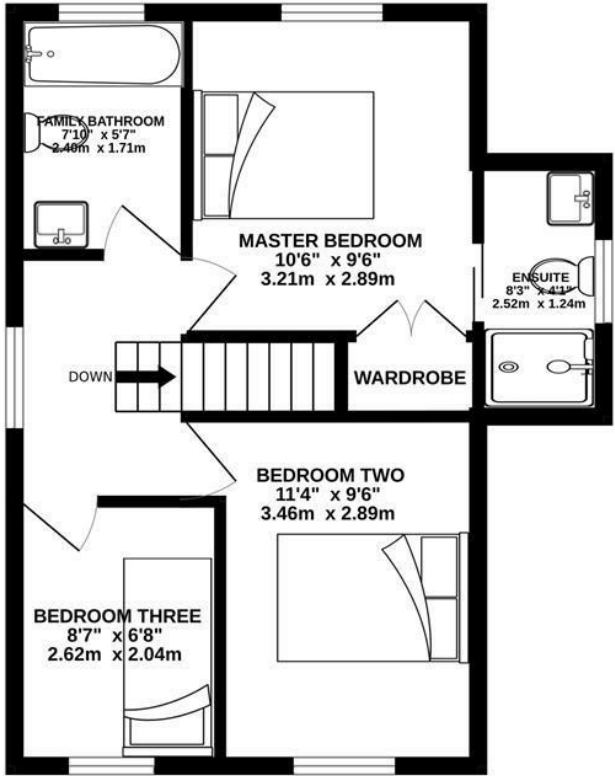 FAMILY BATHROOM
7'10" x 5'7"
2.40m x 1.71m
MASTER BEDROOM
10'6" x 9'6"
3.21m x 2.89m
ENSUITE
8'3" x 4'1"
2.52m x 1.24m
DOWN
WARDROBE
BEDROOM TWO
11'4" x 9'6"
3.46m x 2.89m
BEDROOM THREE
8'7" x 6'8"
2.62m x 2.04m